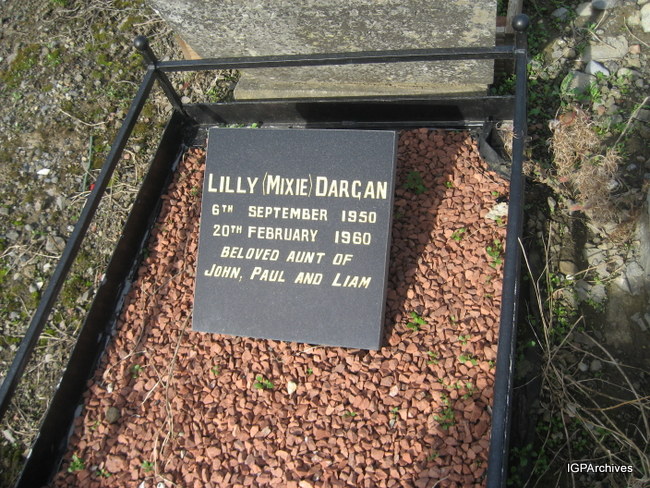 LILLY (MIXIE) DARGAN
6TH SEPTEMBER 1950
20TH FEBRUARY 1960
BELOVED AUNT OF
JOHN, PAUL AND LIAM
IGPArchives